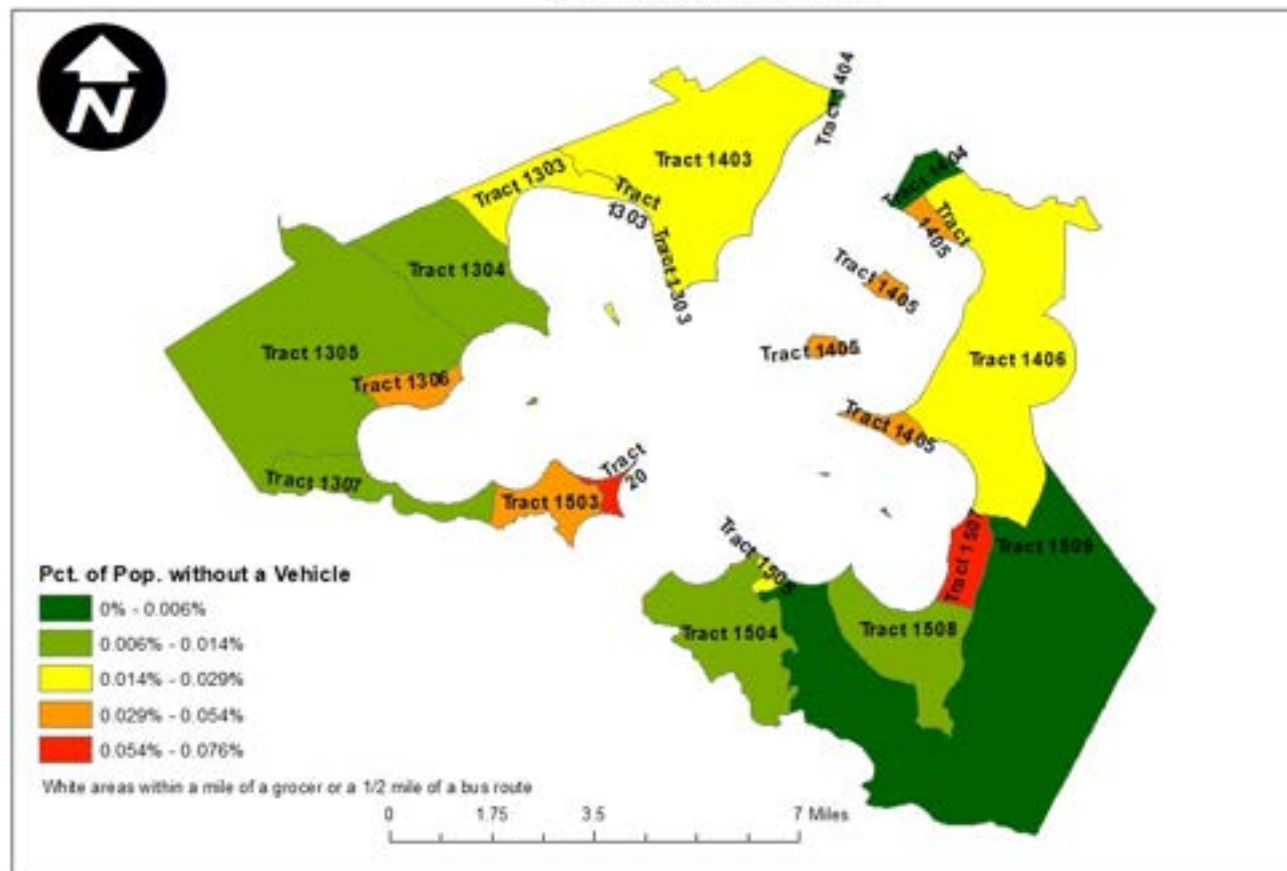 N
Tract 1404
Tract 1403
Tract 1404
Tract 1303
Tract
1303
Tract
1405
Tract 1303
Tract 1304
Tract 1405
Tract 1305
Tract 1405
Tract 1406
Tract 1306
Tract 1405
Tract
20
Tract 1307
Tract 1503
Tract 1507
Tract 1509
Tract 1504
Tract 1508
Pct. of Pop. without a Vehicle
0% - 0.006%
0.006% - 0.014%
0.014% - 0.029%
0.029% - 0.054%
0.054% - 0.076%
White areas within a mile of a grocer or a 1/2 mile of a bus route
0 1.75 3.5 7 Miles